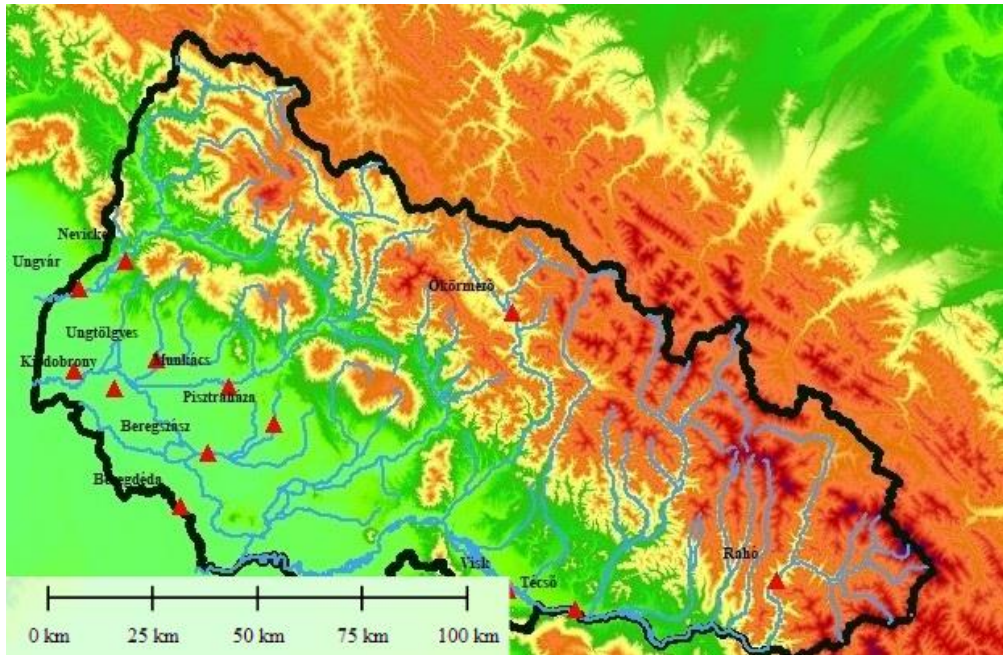 Nevicke
Ungvár
Ökörmező
Ungtölgyes
Munkács
Kisdobrony
Pisztraháza
Beregszász
Beregdéda
Rahó
Visk
Técső
0 km 25 km 50 km 75 km 100 km